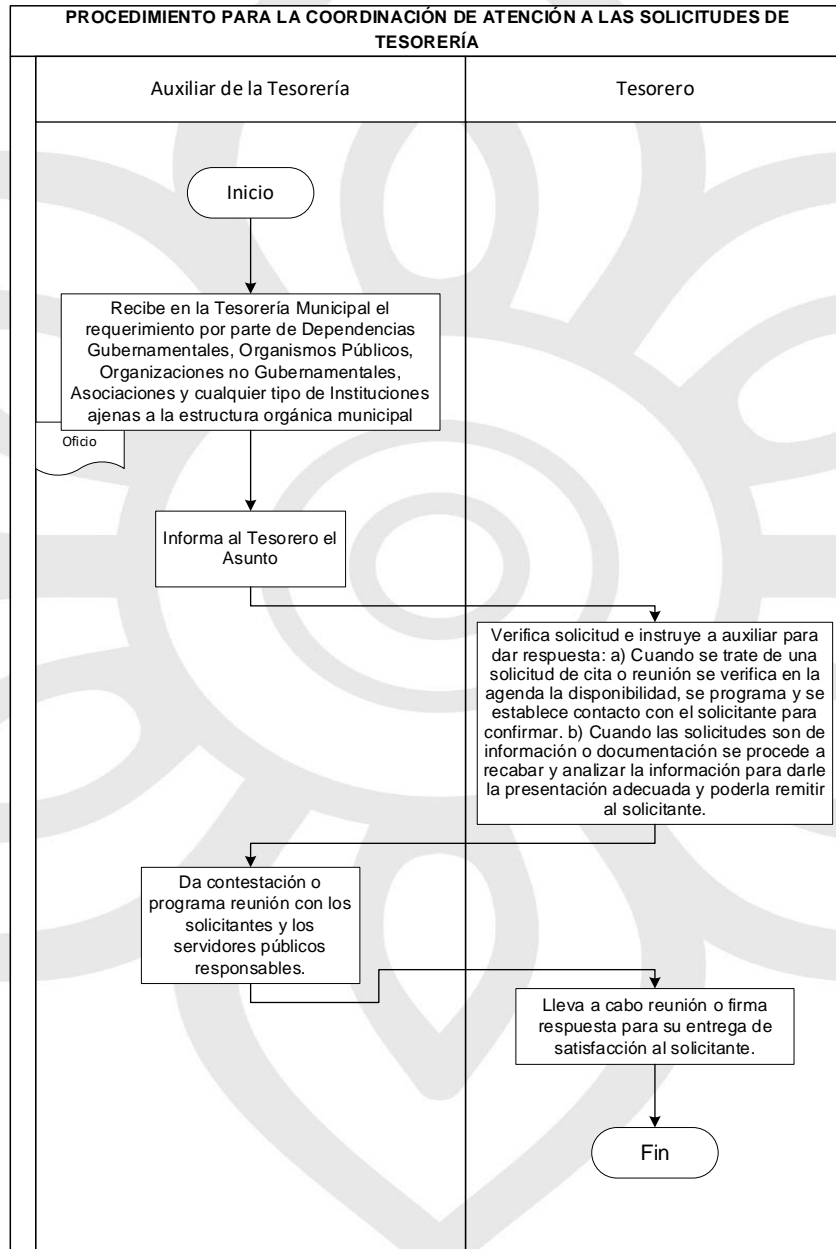 PROCEDIMIENTO PARA LA COORDINACIÓN DE ATENCIÓN A LAS SOLICITUDES DE
TESORERÍA
Auxiliar de la Tesorería
Tesorero
Inicio
Recibe en la Tesorería Municipal el
requerimiento por parte de Dependencias
Gubernamentales, Organismos Públicos,
Organizaciones no Gubernamentales,
Asociaciones y cualquier tipo de Instituciones
ajenas a la estructura orgánica municipal
Oficio
Informa al Tesorero el
Asunto
Verifica solicitud e instruye a auxiliar para
dar respuesta: a) Cuando se trate de una
solicitud de cita o reunión se verifica en la
agenda la disponibilidad, se programa y se
establece contacto con el solicitante para
confirmar. b) Cuando las solicitudes son de
información o documentación se procede a
recabar y analizar la información para darle
la presentación adecuada y poderla remitir
al solicitante.
Da contestación o
programa reunión con los
solicitantes y los
servidores públicos
responsables.
Lleva a cabo reunión o firma
respuesta para su entrega de
satisfacción al solicitante.
Fin